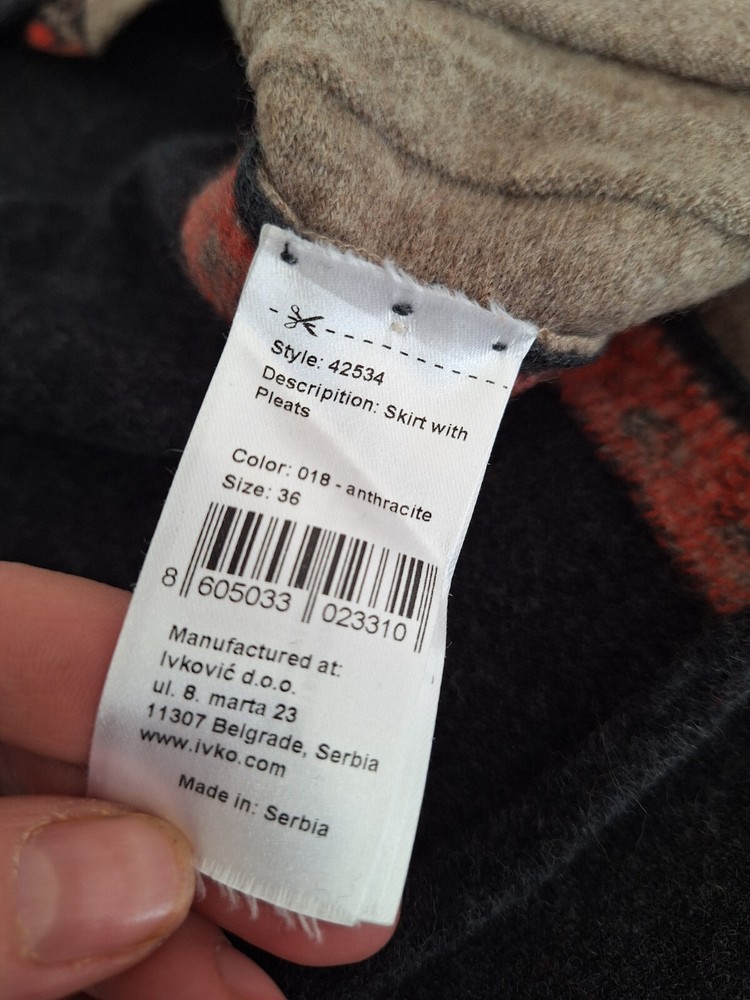 Style: 42534
Descripition: Skirt with
Pleats
Color: 018 - anthracite
Size: 36
8 605033 023310
Manufactured at:
Ivković d.o.o.
ul. 8. marta 23
11307 Belgrade, Serbia
www.ivko.com
Made in: Serbia